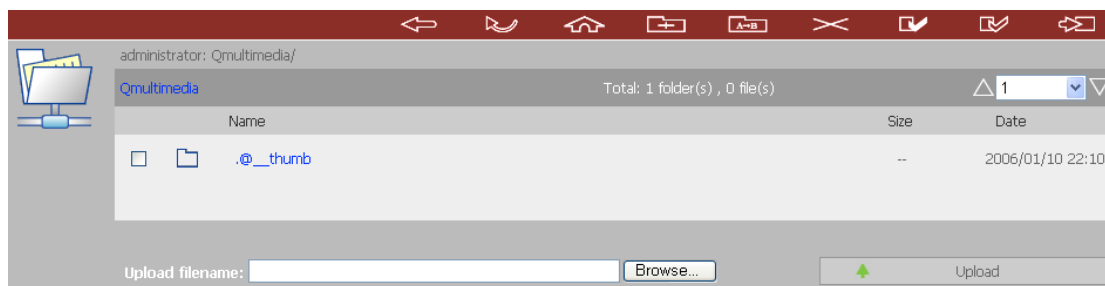 A→B
administrator: Qmultimedia/
Qmultimedia Total: 1 folder(s) , 0 file(s) 1
Name Size Date
.@__thumb -- 2006/01/10 22:10
Upload filename: Browse... Upload